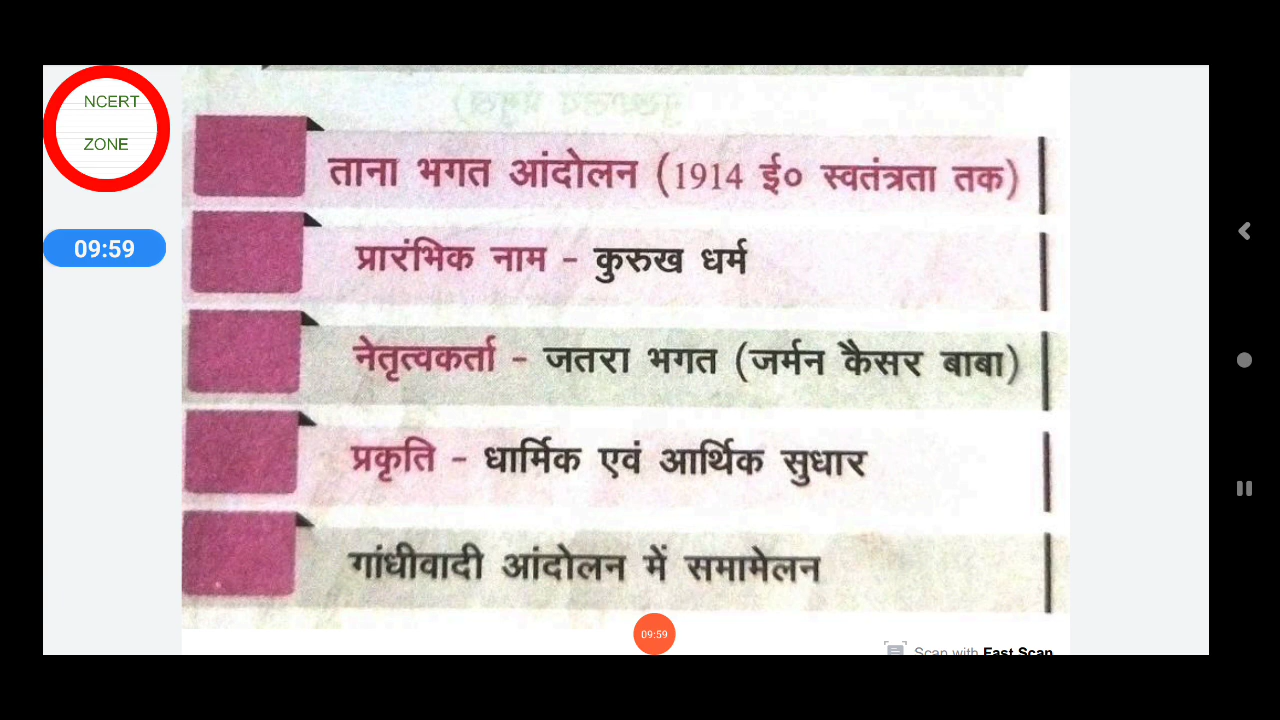 NCERT
ZONE
09:59
ताना भगत आंदोलन (1914 ई० स्वतंत्रता तक)
प्रारंभिक नाम - कुरुख धर्म
नेतृत्वकर्ता - जतरा भगत (जर्मन कैसर बाबा)
प्रकृति - धार्मिक एवं आर्थिक सुधार
गांधीवादी आंदोलन में समामेलन
09:59
Scan with Fast Scan